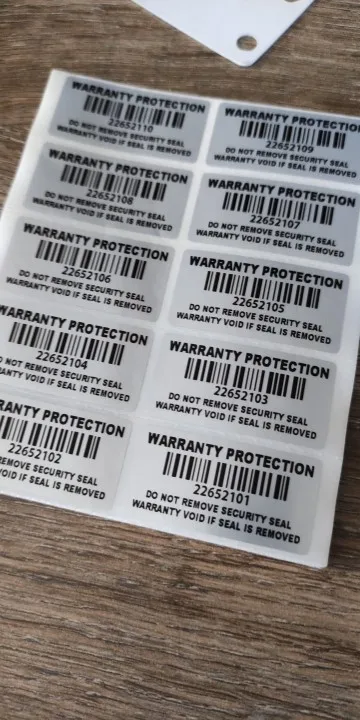 WARRANTY PROTECTION
22652110
DO NOT REMOVE SECURITY SEAL
WARRANTY VOID IF SEAL IS REMOVED
WARRANTY PROTECTION
22652109
DO NOT REMOVE SECURITY SEAL
WARRANTY VOID IF SEAL IS REMOVED
WARRANTY PROTECTION
22652108
DO NOT REMOVE SECURITY SEAL
WARRANTY VOID IF SEAL IS REMOVED
WARRANTY PROTECTION
22652107
DO NOT REMOVE SECURITY SEAL
WARRANTY VOID IF SEAL IS REMOVED
WARRANTY PROTECTION
22652106
DO NOT REMOVE SECURITY SEAL
WARRANTY VOID IF SEAL IS REMOVED
WARRANTY PROTECTION
22652105
DO NOT REMOVE SECURITY SEAL
WARRANTY VOID IF SEAL IS REMOVED
WARRANTY PROTECTION
22652104
NOT REMOVE SECURITY SEAL
VOID IF SEAL IS REMOVED
WARRANTY PROTECTION
22652103
DO NOT REMOVE SECURITY SEAL
WARRANTY VOID IF SEAL IS REMOVED
PROTECTION
22652102
SECURITY SEAL
VOID IF SEAL IS REMOVED
WARRANTY PROTECTION
22652101
DO NOT REMOVE SECURITY SEAL
WARRANTY VOID IF SEAL IS REMOVED